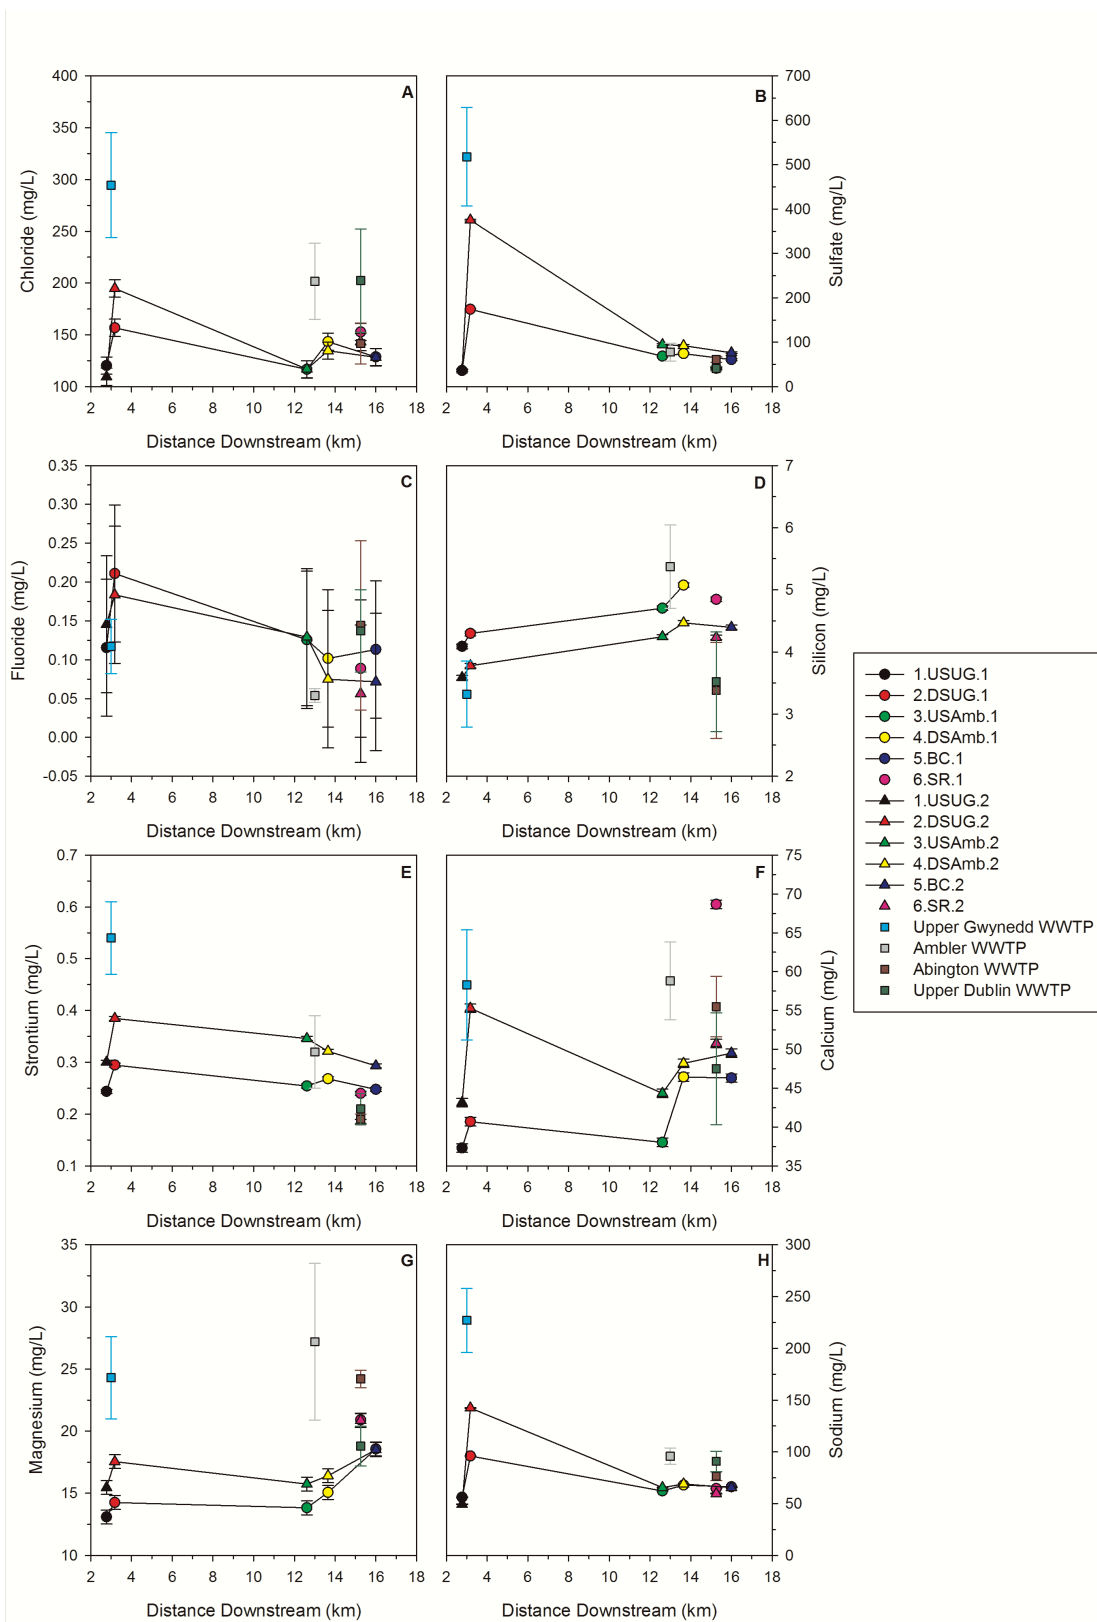 A
B
400
350
300
250
200
150
100
Chloride (mg/L)
700
600
500
400
300
200
100
0
Sulfate (mg/L)
2 4 6 8 10 12 14 16 18
2 4 6 8 10 12 14 16 18
Distance Downstream (km)
Distance Downstream (km)
C
D
0.35
0.30
0.25
0.20
0.15
0.10
0.05
0.00
-0.05
Fluoride (mg/L)
7
6
5
4
3
2
Silicon (mg/L)
2 4 6 8 10 12 14 16 18
2 4 6 8 10 12 14 16 18
Distance Downstream (km)
Distance Downstream (km)
1.USUG.1
2.DSUG.1
3.USAmb.1
4.DSAmb.1
5.BC.1
6.SR.1
1.USUG.2
2.DSUG.2
3.USAmb.2
4.DSAmb.2
5.BC.2
6.SR.2
Upper Gwynedd WWTP
Ambler WWTP
Abington WWTP
Upper Dublin WWTP
E
F
0.7
0.6
0.5
0.4
0.3
0.2
0.1
Strontium (mg/L)
75
70
65
60
55
50
45
40
35
Calcium (mg/L)
2 4 6 8 10 12 14 16 18
2 4 6 8 10 12 14 16 18
Distance Downstream (km)
Distance Downstream (km)
G
H
35
30
25
20
15
10
Magnesium (mg/L)
300
250
200
150
100
50
0
Sodium (mg/L)
2 4 6 8 10 12 14 16 18
2 4 6 8 10 12 14 16 18
Distance Downstream (km)
Distance Downstream (km)